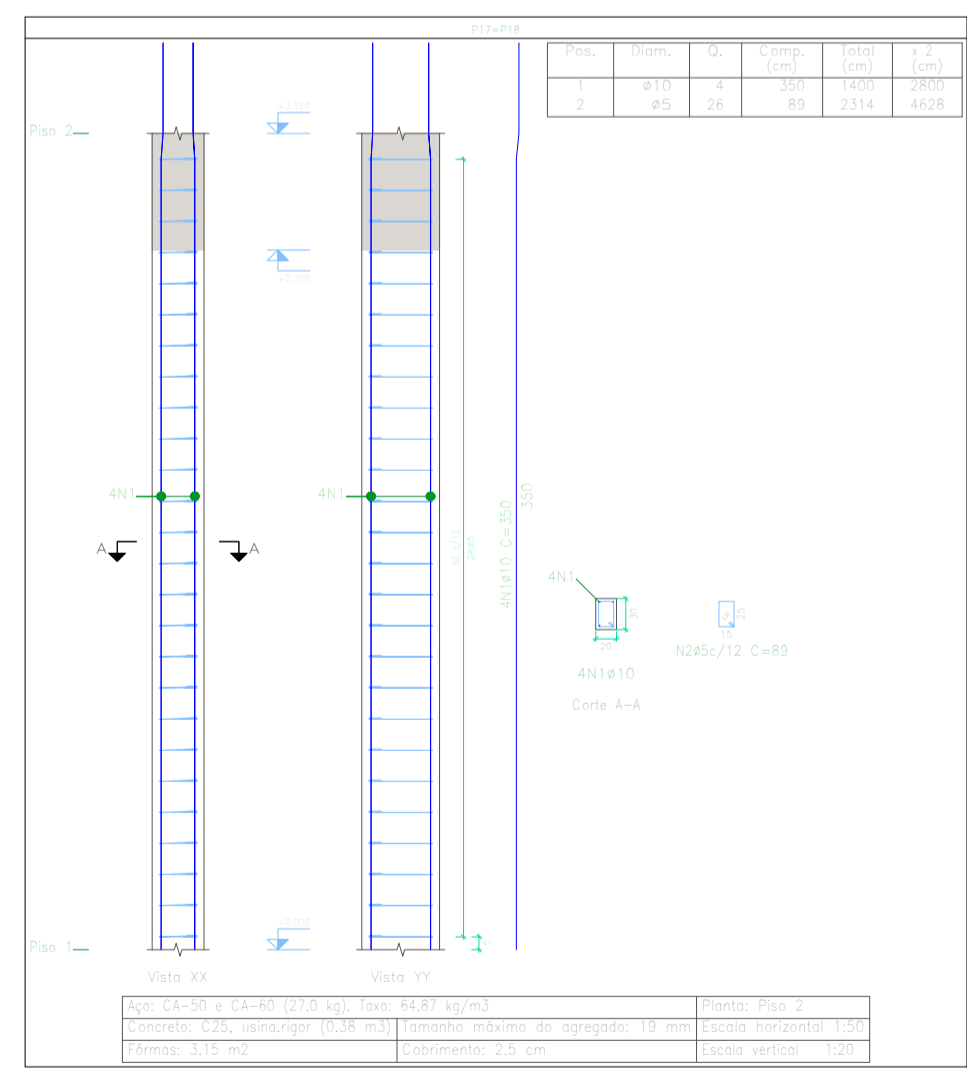 P17=P18
Pos. Diam. Q. Comp. (cm) Total (cm) x 2 (cm)
1 ø10 4 350 1400 2800
2 ø5 26 89 2314 4628
+3.150
Piso 2
+2.700
4N1
4N1
A A
26ø5
4N1ø10 C=350
350
4N1
30
20
4N1ø10
Corte A-A
25
15
N2ø5c/12 C=89
+0.000
Piso 1
Vista XX
Vista YY
Aço: CA-50 e CA-60 (27.0 kg), Taxa: 64.87 kg/m3
Planta: Piso 2
Concreto: C25, usina.rigor (0.38 m3)
Tamanho máximo do agregado: 19 mm
Escala horizontal 1:50
Fôrmas: 3.15 m2
Cobrimento: 2.5 cm
Escala vertical 1:20